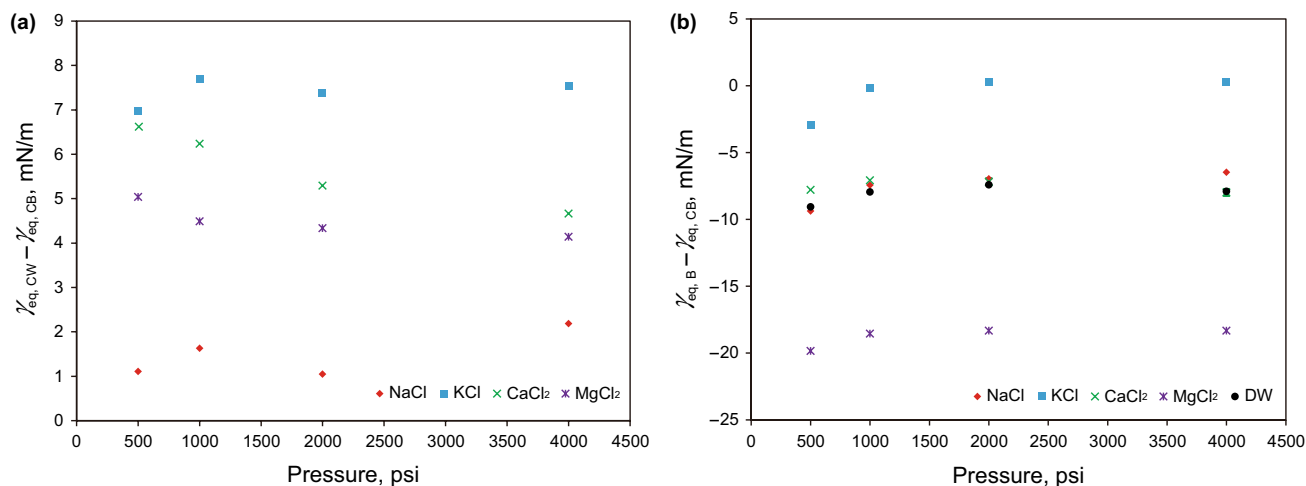 (a)
9
8
7
6
5
4
3
2
1
0
γeq, CW − γeq, CB, mN/m
0 500 1000 1500 2000 2500 3000 3500 4000 4500
Pressure, psi
NaCl KCl CaCl2 MgCl2
(b)
5
0
−5
−10
−15
−20
−25
γeq, B − γeq, CB, mN/m
0 500 1000 1500 2000 2500 3000 3500 4000 4500
Pressure, psi
NaCl KCl CaCl2 MgCl2 DW